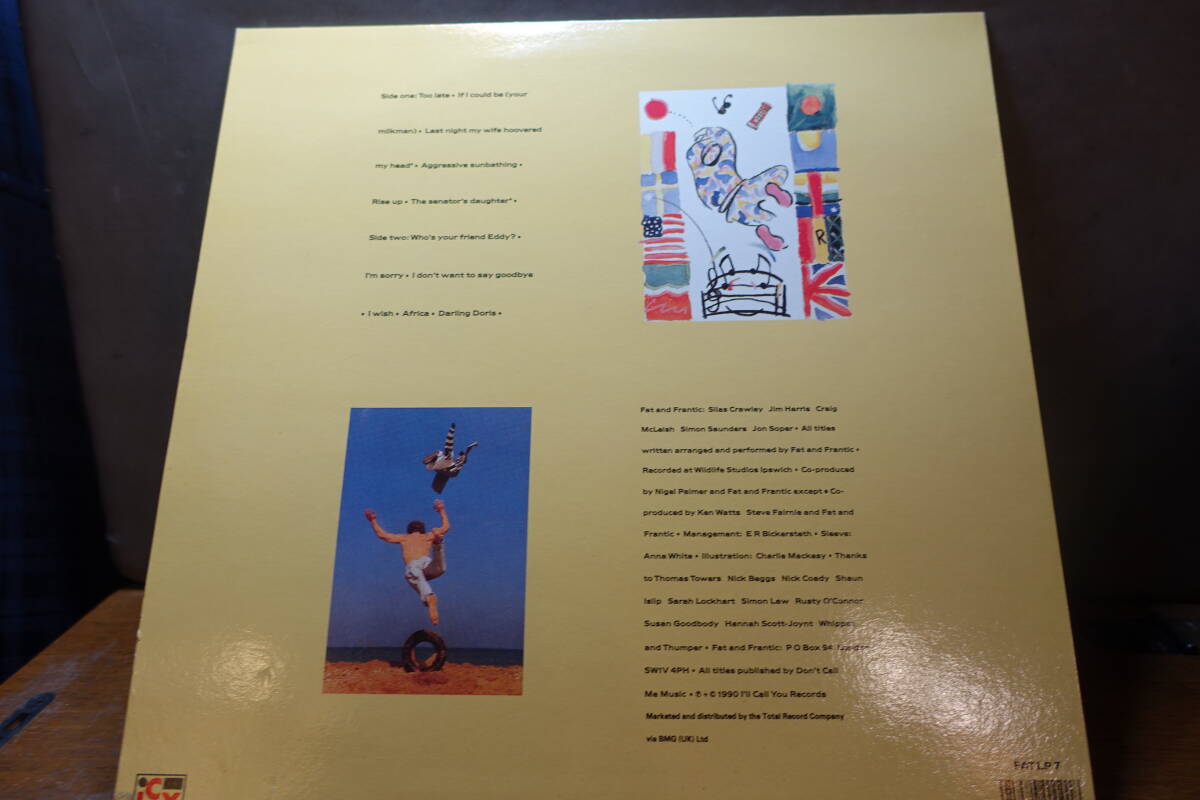 Side one: Too late • If I could be (your
milkman) • Last night my wife hoovered
my head* • Aggressive sunbathing •
Rise up • The senator's daughter* •
Side two: Who's your friend Eddy? •
I'm sorry • I don't want to say goodbye
• I wish • Africa • Darling Doris •
R
Fat and Frantic: Silas Crawley Jim Harris Craig
McLeish Simon Saunders Jon Soper • All titles
written arranged and performed by Fat and Frantic •
Recorded at Wildlife Studios Ipswich • Co-produced
by Nigel Palmer and Fat and Frantic except * Co-
produced by Ken Watts Steve Fairnie and Fat and
Frantic • Management: E R Bickersteth • Sleeve:
Anna White • Illustration: Charlie Mackesy • Thanks
to Thomas Towers Nick Beggs Nick Coady Shaun
Islip Sarah Lockhart Simon Law Rusty O'Connor
Susan Goodbody Hannah Scott-Joynt Whippet
and Thumper • Fat and Frantic: P O Box 94 London
SW1V 4PH • All titles published by Don't Call
Me Music • ℗ + © 1990 I'll Call You Records
Marketed and distributed by the Total Record Company
via BMG (UK) Ltd
FAT LP 7